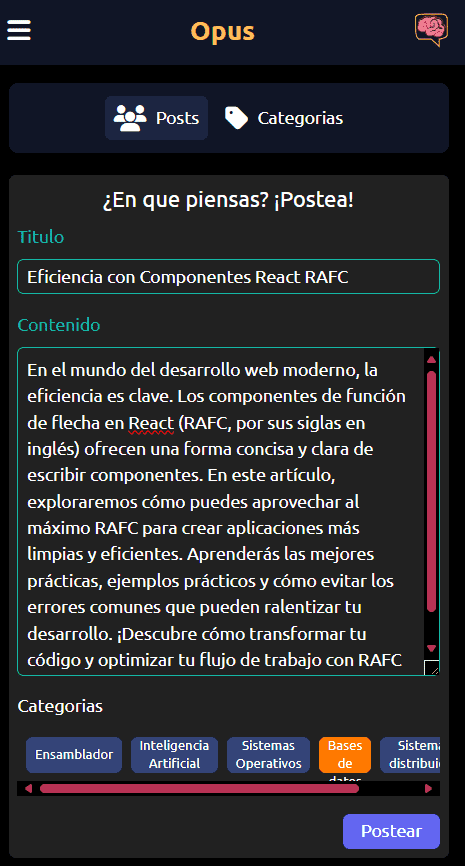 Opus
Posts
Categorias
¿En que piensas? ¡Postea!
Titulo
Eficiencia con Componentes React RAFC
Contenido
En el mundo del desarrollo web moderno, la
eficiencia es clave. Los componentes de función
de flecha en React (RAFC, por sus siglas en
inglés) ofrecen una forma concisa y clara de
escribir componentes. En este artículo,
exploraremos cómo puedes aprovechar al
máximo RAFC para crear aplicaciones más
limpias y eficientes. Aprenderás las mejores
prácticas, ejemplos prácticos y cómo evitar los
errores comunes que pueden ralentizar tu
desarrollo. ¡Descubre cómo transformar tu
código y optimizar tu flujo de trabajo con RAFC
Categorias
Ensamblador
Inteligencia
Artificial
Sistemas
Operativos
Bases
de
datos
Postear